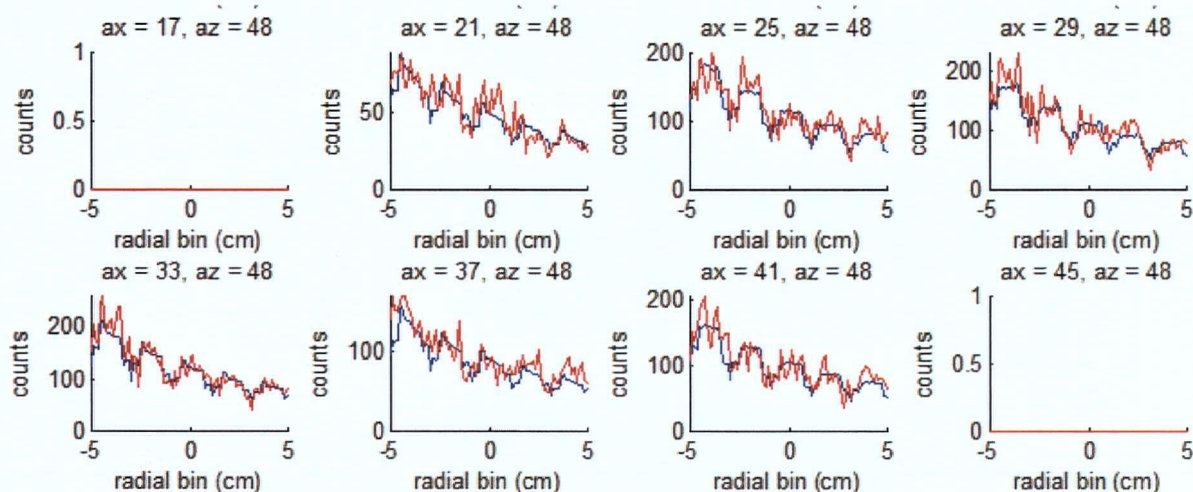 ax = 17, az = 48
ax = 21, az = 48
ax = 25, az = 48
ax = 29, az = 48
counts
1
0.5
0
-5
0
5
radial bin (cm)
counts
50
0
-5
0
5
radial bin (cm)
counts
200
100
0
-5
0
5
radial bin (cm)
counts
200
100
0
-5
0
5
radial bin (cm)
ax = 33, az = 48
ax = 37, az = 48
ax = 41, az = 48
ax = 45, az = 48
counts
200
100
0
-5
0
5
radial bin (cm)
counts
100
0
-5
0
5
radial bin (cm)
counts
200
100
0
-5
0
5
radial bin (cm)
counts
1
0.5
0
-5
0
5
radial bin (cm)